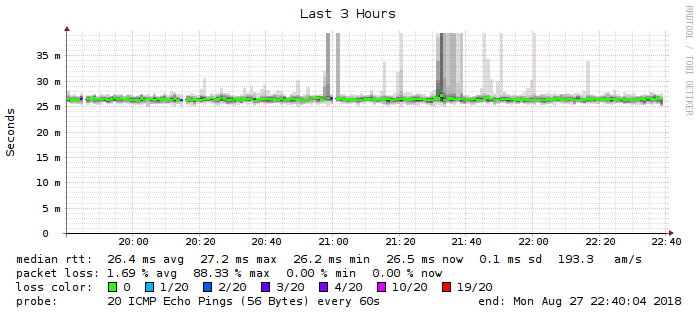 Last 3 Hours
RRDTOOL / TOBI OETIKER
Seconds
35 m
30 m
25 m
20 m
15 m
10 m
5 m
0
20:00 20:20 20:40 21:00 21:20 21:40 22:00 22:20 22:40
median rtt: 26.4 ms avg 27.2 ms max 26.2 ms min 26.5 ms now 0.1 ms sd 193.3 am/s
packet loss: 1.69 % avg 88.33 % max 0.00 % min 0.00 % now
loss color: 0 1/20 2/20 3/20 4/20 10/20 19/20
probe: 20 ICMP Echo Pings (56 Bytes) every 60s end: Mon Aug 27 22:40:04 2018